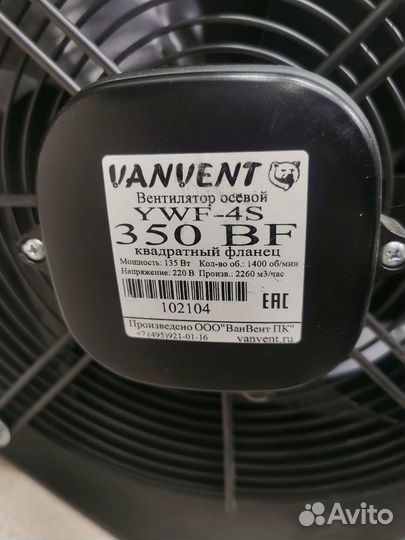 VANVENT
Вентилятор осевой
YWF-4S
350 BF
квадратный фланец
Мощность: 135 Вт Кол-во об.: 1400 об/мин
Напряжение: 220 В Произв.: 2260 м3/час
102104
EAC
Произведено ООО"ВанВент ПК"
+7 (495)921-01-16 vanvent.ru
Avito